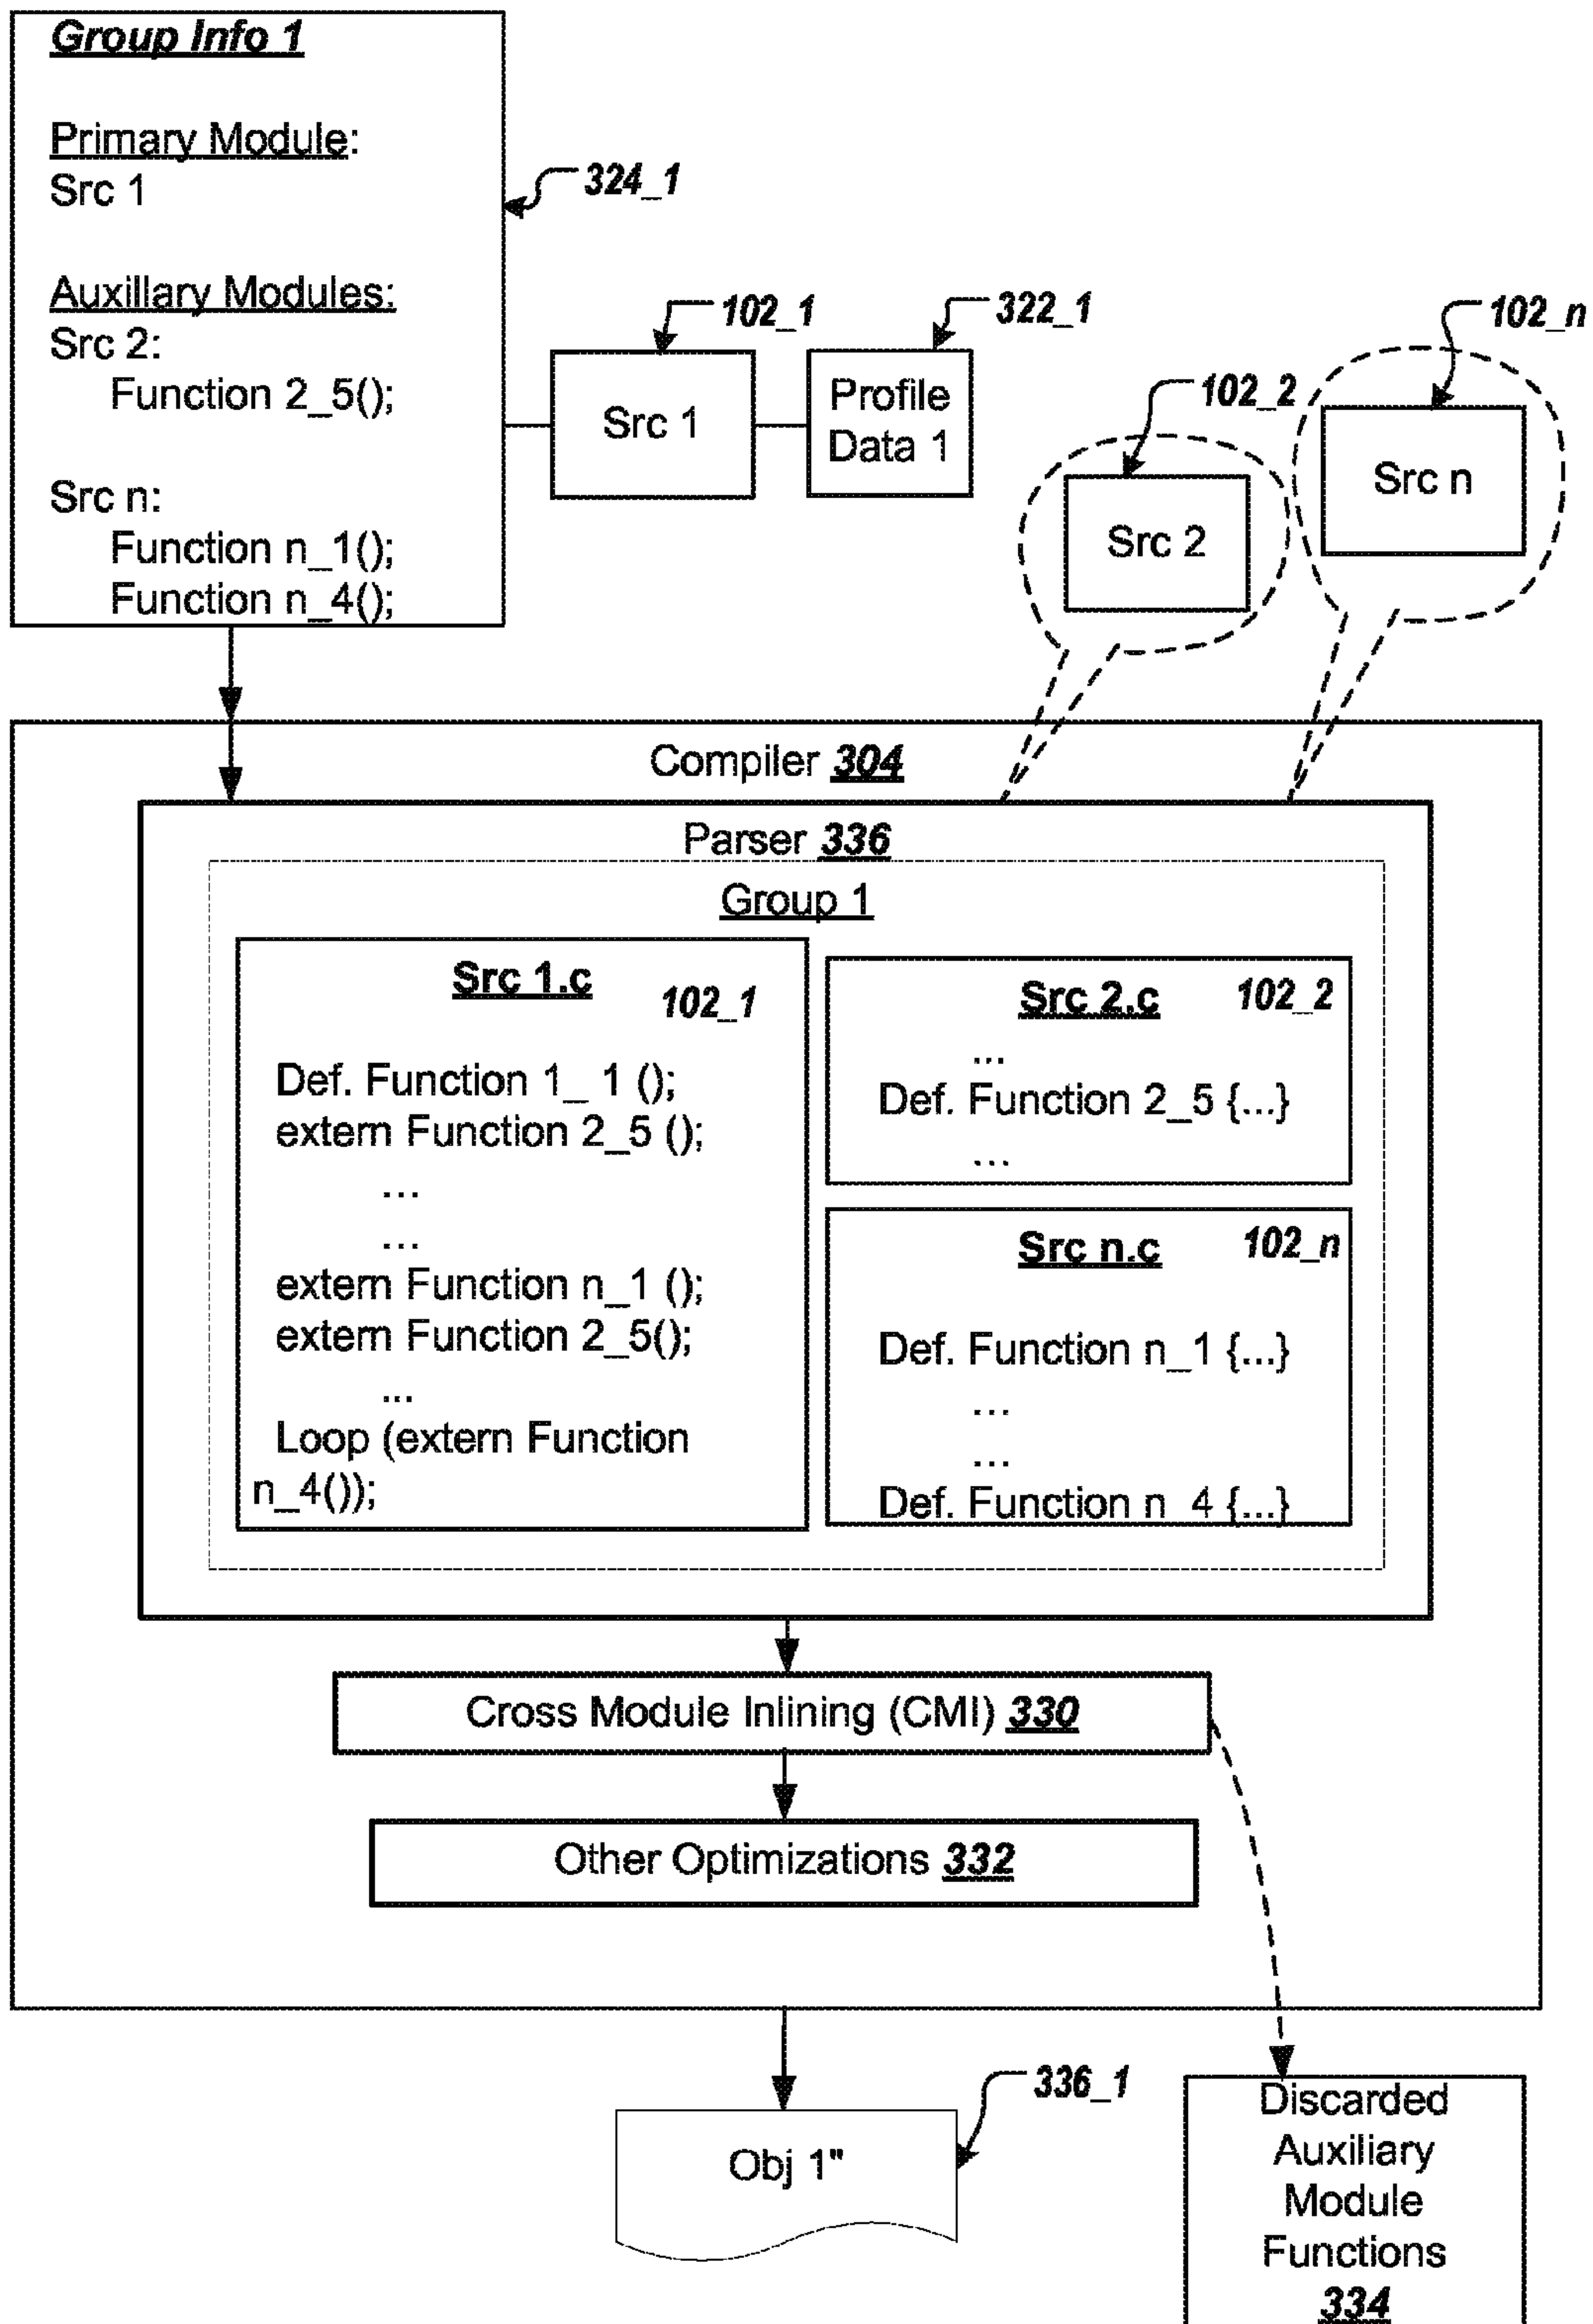 Group Info 1
Primary Module:
Src 1
324_1
Auxillary Modules:
Src 2:
Function 2_5();
Src n:
Function n_1();
Function n_4();
102_1
Src 1
322_1
Profile
Data 1
102_2
Src 2
102_n
Src n
Compiler 304
Parser 336
Group 1
Src 1.c
102_1
Def. Function 1_ 1 ();
extern Function 2_5 ();
...
...
extern Function n_1 ();
extern Function 2_5();
...
Loop (extern Function
n_4());
Src 2.c
102_2
...
Def. Function 2_5 {...}
...
Src n.c
102_n
Def. Function n_1 {...}
...
...
Def. Function n_4 {...}
Cross Module Inlining (CMI) 330
Other Optimizations 332
336_1
Obj 1"
Discarded
Auxiliary
Module
Functions
334